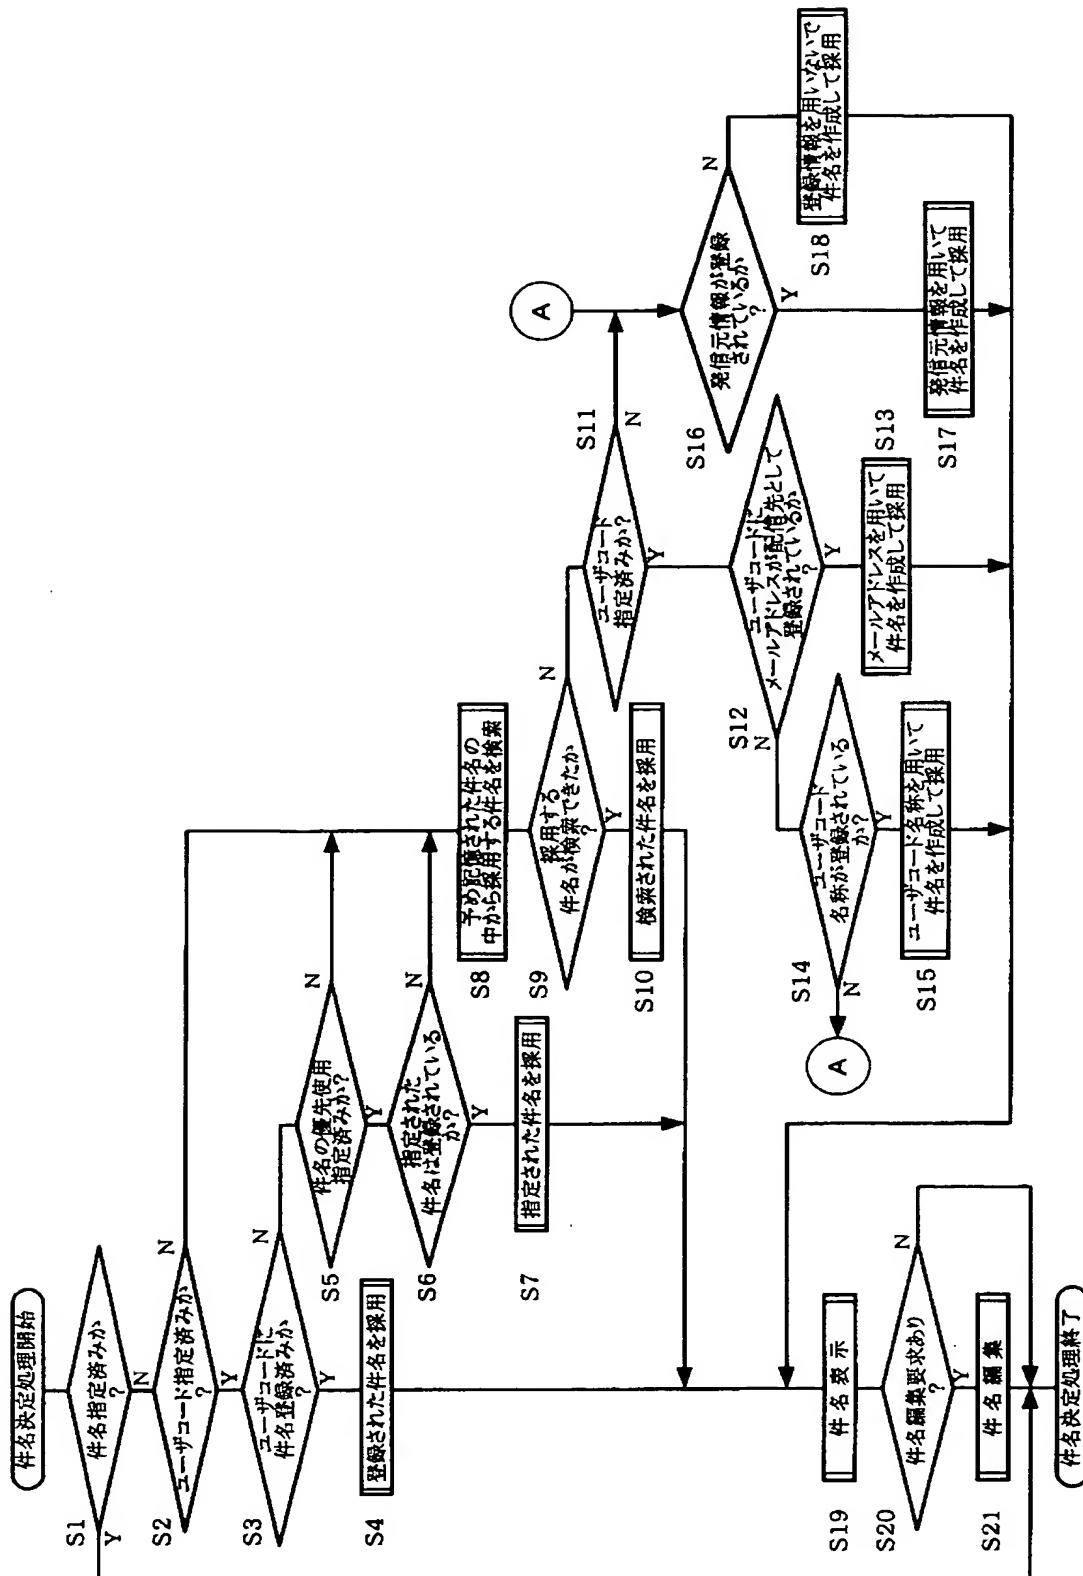 件名決定処理開始
S1
件名指定済みか
?
Y
N
S2
ユーザコード指定済みか
?
N
Y
S3
ユーザコードに
件名登録済みか
?
N
Y
S4
登録された件名を採用
S5
件名の優先使用
指定済みか?
N
Y
S6
指定された
件名は登録されている
か?
N
Y
S7
指定された件名を採用
S8
予め記憶された件名の
中から採用する件名を検索
S9
採用する
件名が検索できたか
?
N
Y
S10
検索された件名を採用
S11
ユーザコード
指定済みか?
N
Y
S12
ユーザコードに
メールアドレスが配信先として
登録されているか
?
N
Y
S13
メールアドレスを用いて
件名を作成して採用
S14
ユーザコード
名称が登録されている
か?
N
Y
A
S15
ユーザコード名称を用いて
件名を作成して採用
A
S16
発信元情報が登録
されているか
?
N
Y
S17
発信元情報を用いて
件名を作成して採用
S18
登録情報を用いないで
件名を作成して採用
S19
件名表示
S20
件名編集要求あり
?
N
Y
S21
件名編集
件名決定処理終了